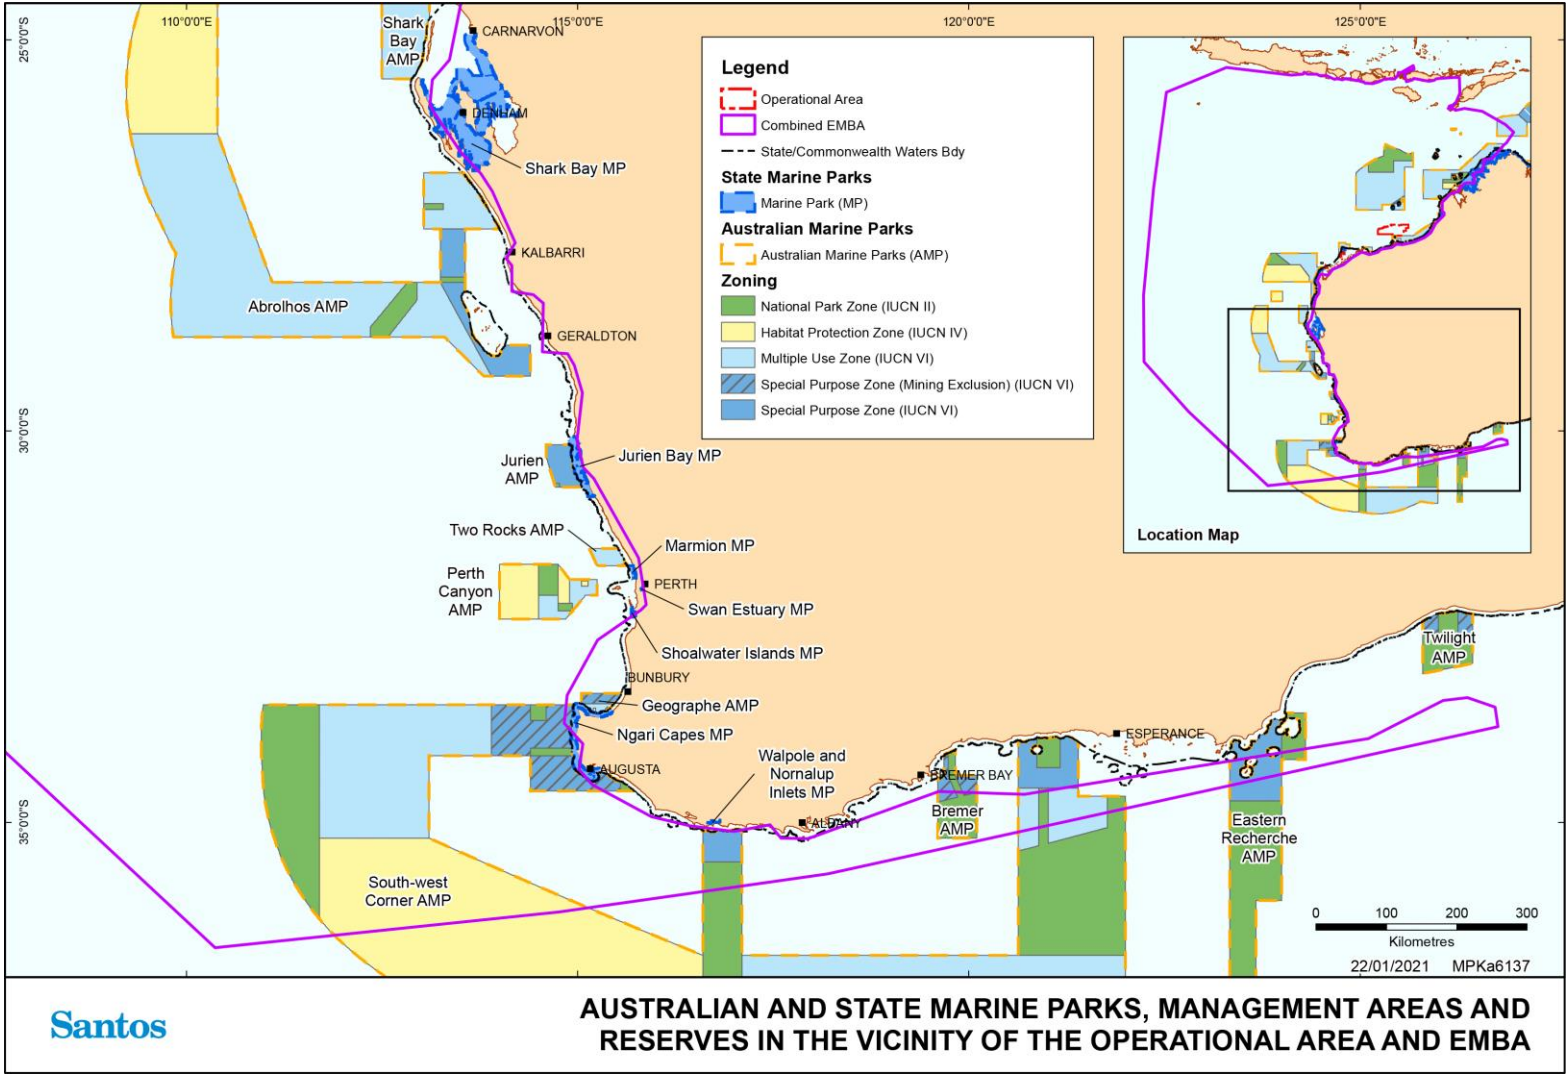 110°0'0"E
115°0'0"E
120°0'0"E
125°0'0"E
25°0'0"S
30°0'0"S
35°0'0"S
Shark
Bay
AMP
CARNARVON
DENHAM
Shark Bay MP
KALBARRI
Abrolhos AMP
GERALDTON
Jurien
AMP
Jurien Bay MP
Two Rocks AMP
Marmion MP
Perth
Canyon
AMP
PERTH
Swan Estuary MP
Shoalwater Islands MP
BUNBURY
Geographe AMP
Ngari Capes MP
AUGUSTA
Walpole and
Nornalup
Inlets MP
South-west
Corner AMP
ALBANY
BREMER BAY
Bremer
AMP
ESPERANCE
Eastern
Recherche
AMP
Twilight
AMP
Legend
Operational Area
Combined EMBA
State/Commonwealth Waters Bdy
State Marine Parks
Marine Park (MP)
Australian Marine Parks
Australian Marine Parks (AMP)
Zoning
National Park Zone (IUCN II)
Habitat Protection Zone (IUCN IV)
Multiple Use Zone (IUCN VI)
Special Purpose Zone (Mining Exclusion) (IUCN VI)
Special Purpose Zone (IUCN VI)
Location Map
0 100 200 300
Kilometres
22/01/2021 MPKa6137
Santos
AUSTRALIAN AND STATE MARINE PARKS, MANAGEMENT AREAS AND
RESERVES IN THE VICINITY OF THE OPERATIONAL AREA AND EMBA